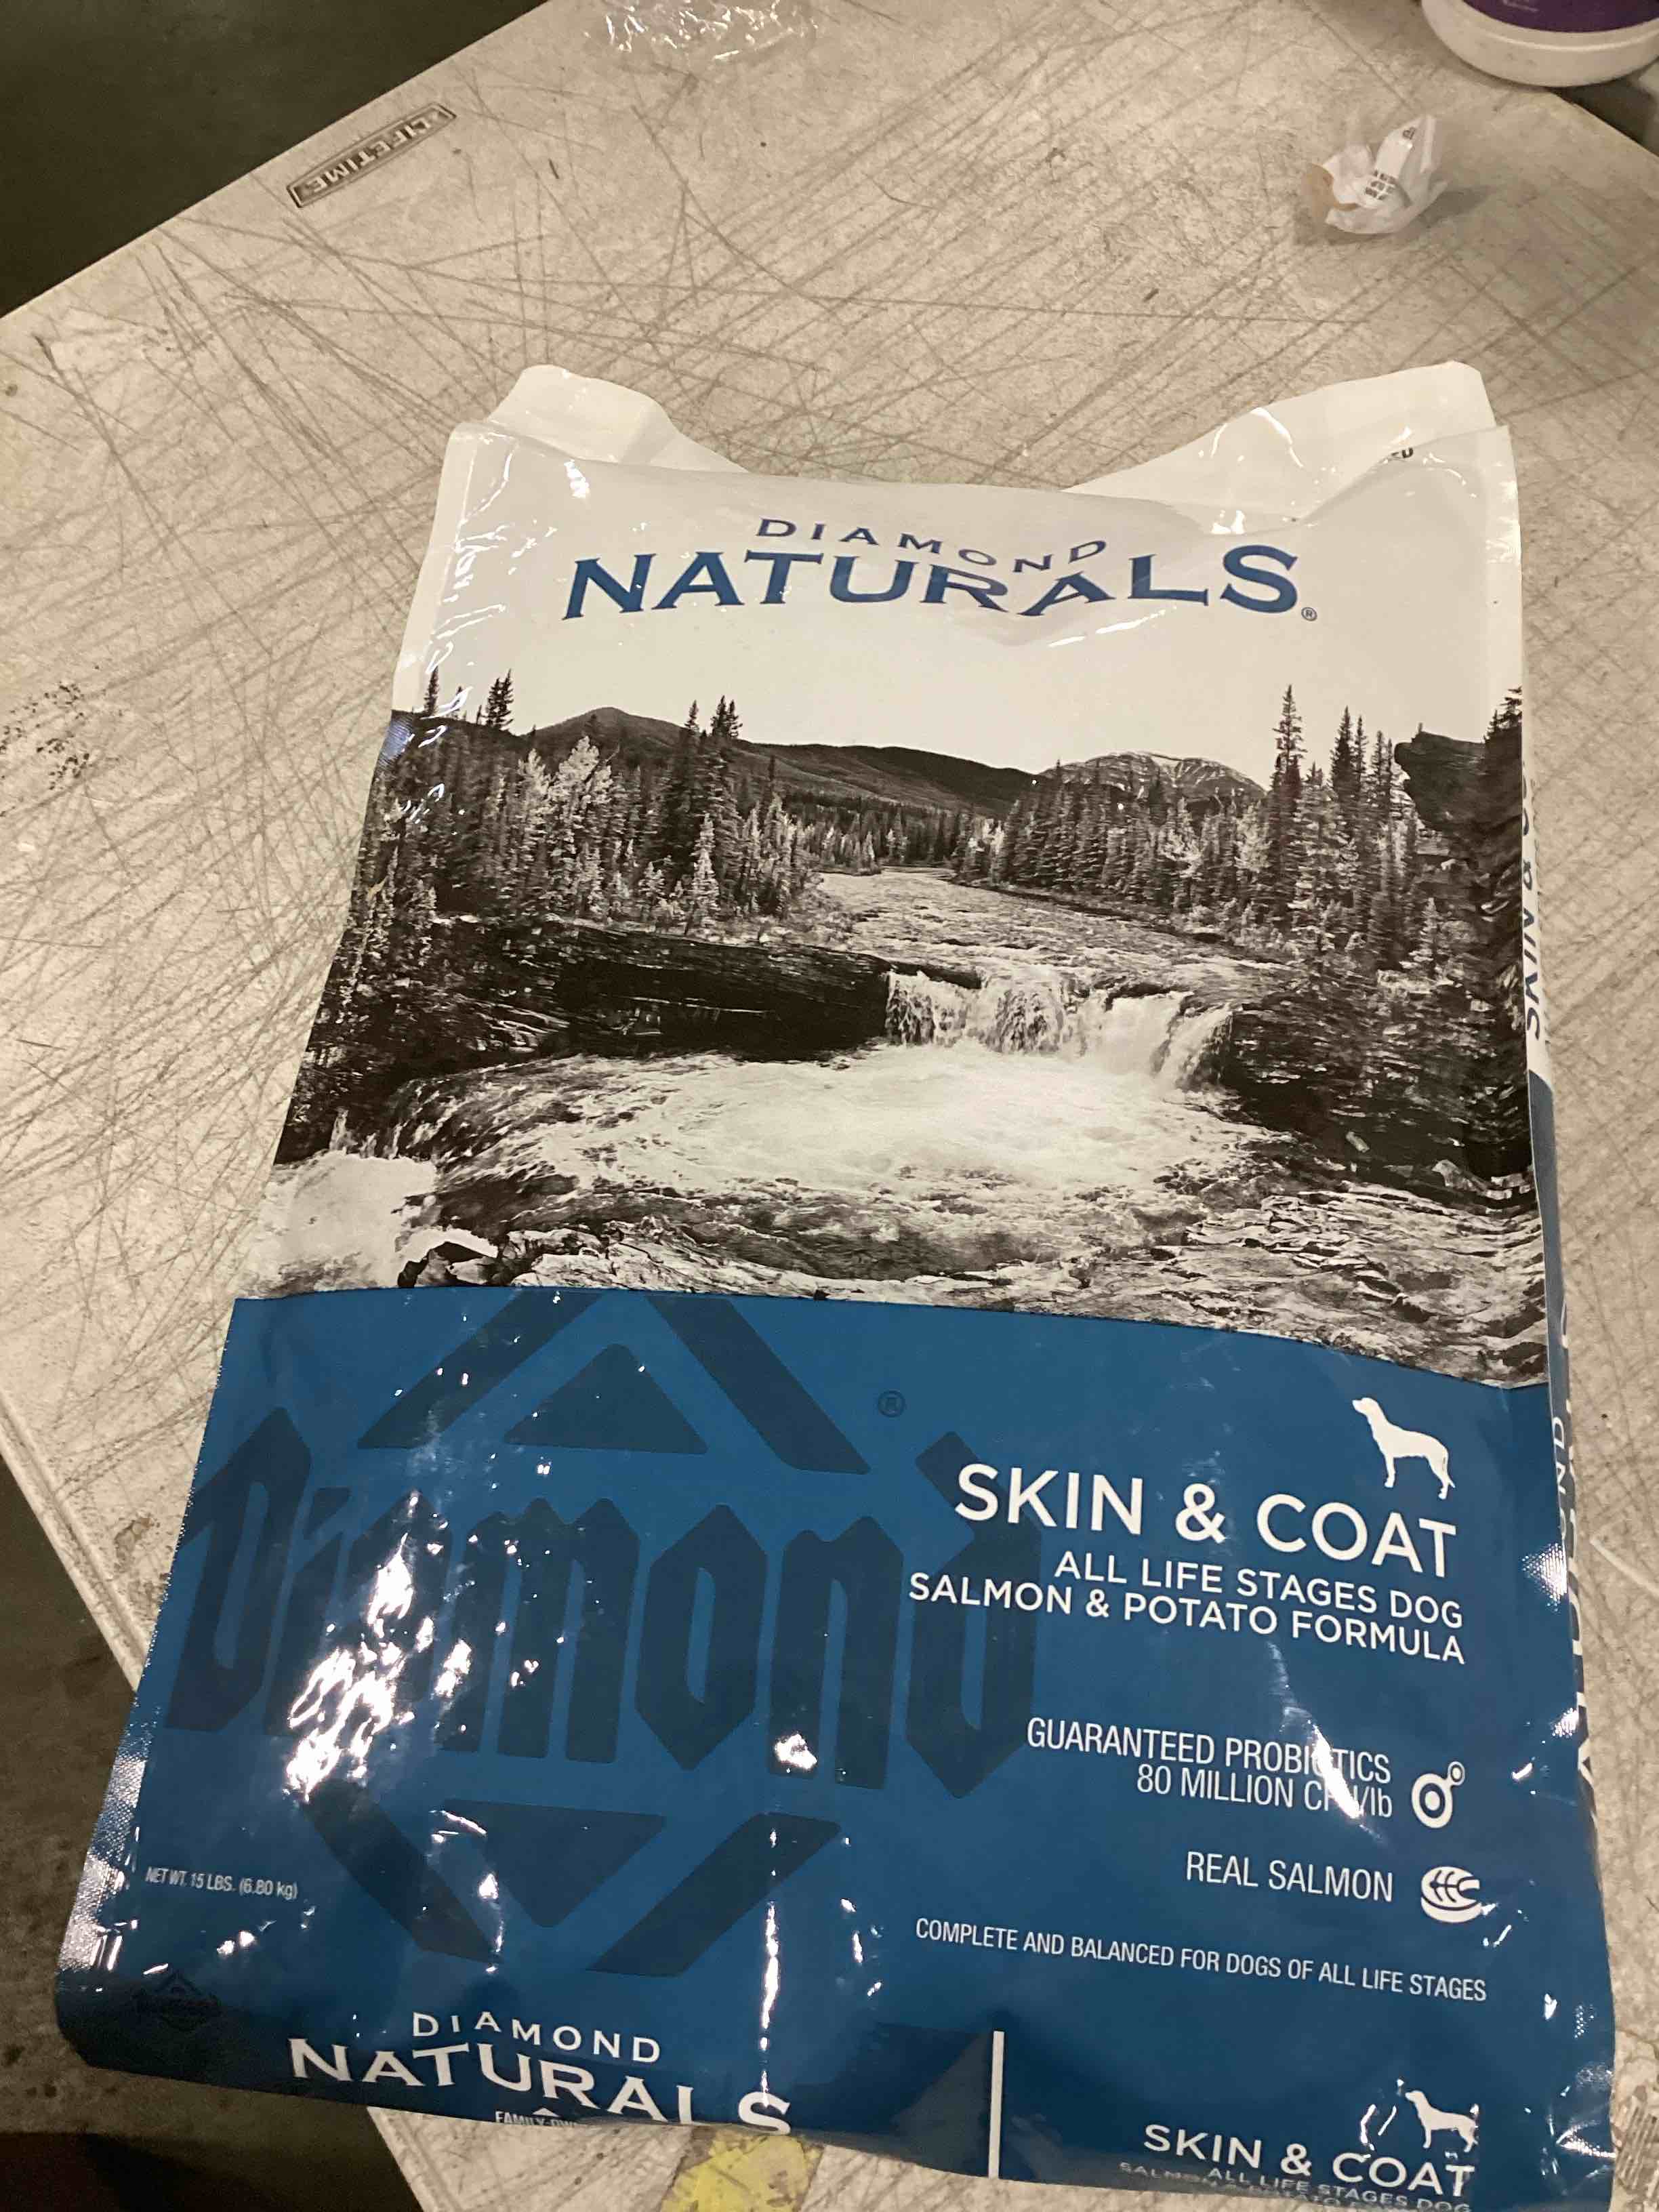 LIFETIME
DIAMOND
NATURALS®
SKIN &
Diamond®
SKIN & COAT
ALL LIFE STAGES DOG
SALMON & POTATO FORMULA
GUARANTEED PROBIOTICS
80 MILLION CFU/lb
REAL SALMON
COMPLETE AND BALANCED FOR DOGS OF ALL LIFE STAGES
NET WT. 15 LBS. (6.80 kg)
DIAMOND
NATURALS
SKIN & COAT
ALL LIFE STAGES DOG